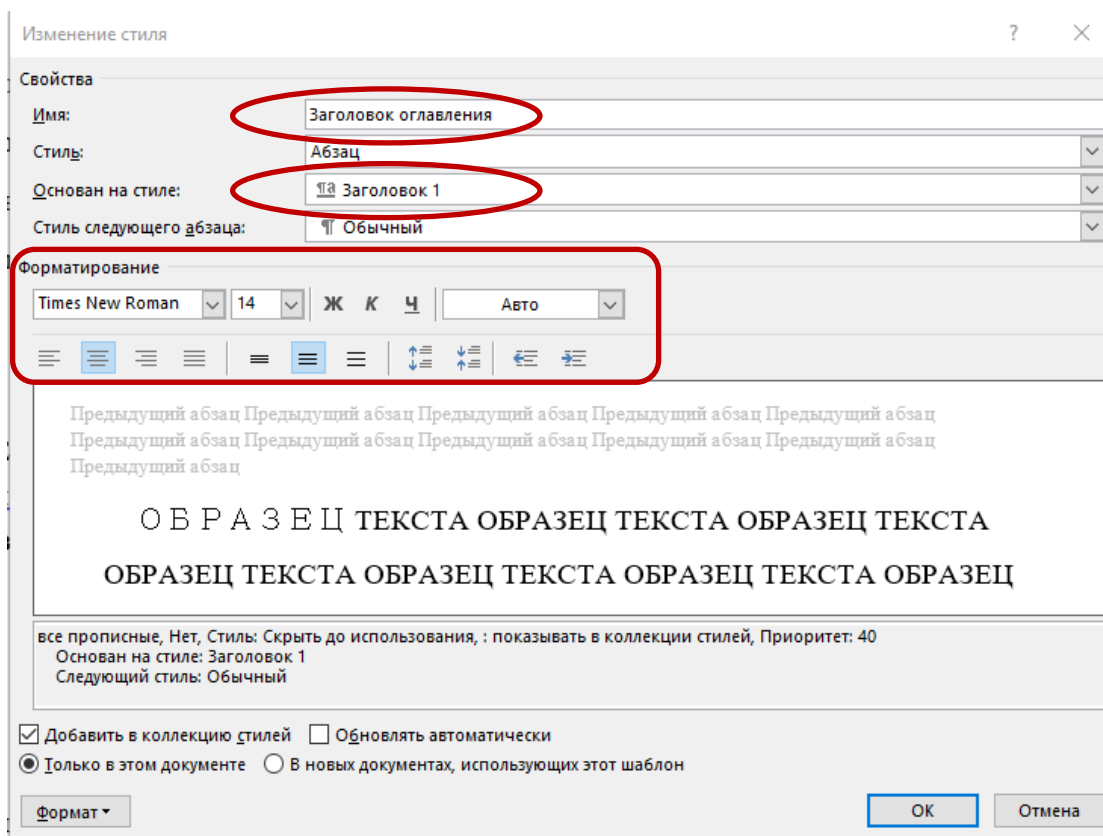 Изменение стиля ?
Свойства
Имя: Заголовок оглавления
Стиль: Абзац
Основан на стиле: ¶a Заголовок 1
Стиль следующего абзаца: ¶ Обычный
Форматирование
Times New Roman 14 Ж К Ч Авто
Предыдущий абзац Предыдущий абзац Предыдущий абзац Предыдущий абзац Предыдущий абзац
Предыдущий абзац Предыдущий абзац Предыдущий абзац Предыдущий абзац Предыдущий абзац
Предыдущий абзац
ОБРАЗЕЦ ТЕКСТА ОБРАЗЕЦ ТЕКСТА ОБРАЗЕЦ ТЕКСТА
ОБРАЗЕЦ ТЕКСТА ОБРАЗЕЦ ТЕКСТА ОБРАЗЕЦ ТЕКСТА ОБРАЗЕЦ
все прописные, Нет, Стиль: Скрыть до использования, : показывать в коллекции стилей, Приоритет: 40
Основан на стиле: Заголовок 1
Следующий стиль: Обычный
Добавить в коллекцию стилей Обновлять автоматически
Только в этом документе В новых документах, использующих этот шаблон
Формат ОК Отмена